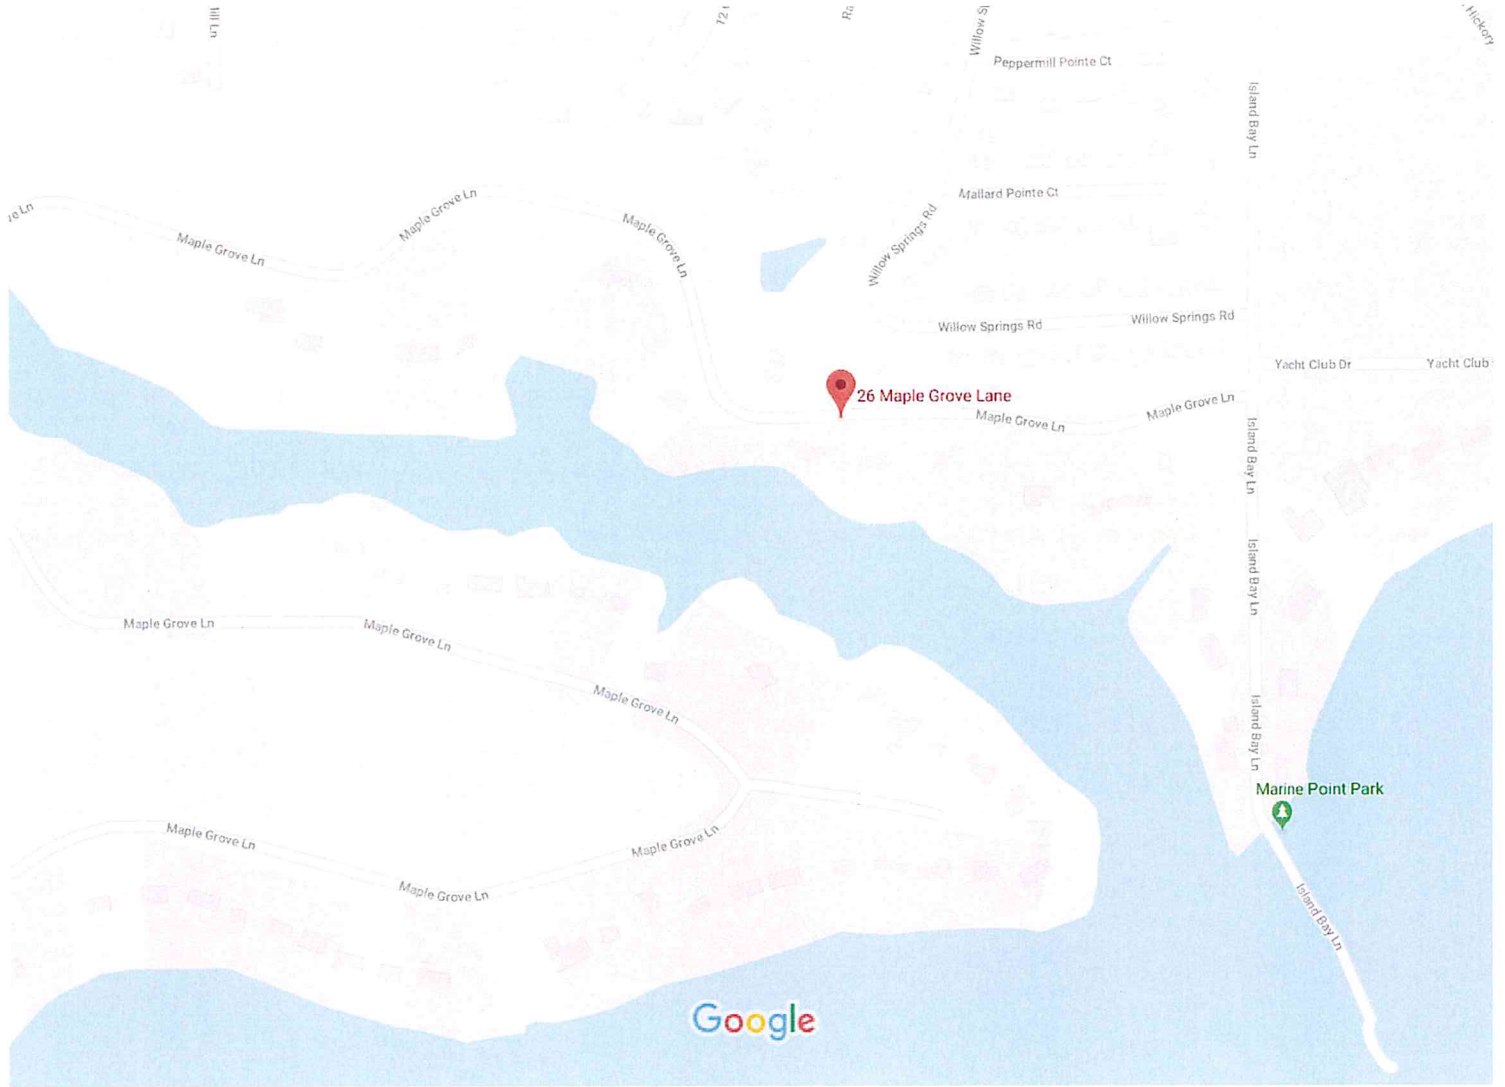 Willow S
Hickory
Peppermill Pointe Ct
Island Bay Ln
Mallard Pointe Ct
Maple Grove Ln
Willow Springs Rd
Maple Grove Ln
Maple Grove Ln
Willow Springs Rd
Willow Springs Rd
Yacht Club Dr
Yacht Club
26 Maple Grove Lane
Maple Grove Ln
Maple Grove Ln
Island Bay Ln
Island Bay Ln
Maple Grove Ln
Maple Grove Ln
Maple Grove Ln
Island Bay Ln
Marine Point Park
Maple Grove Ln
Maple Grove Ln
Maple Grove Ln
Island Bay Ln
Google